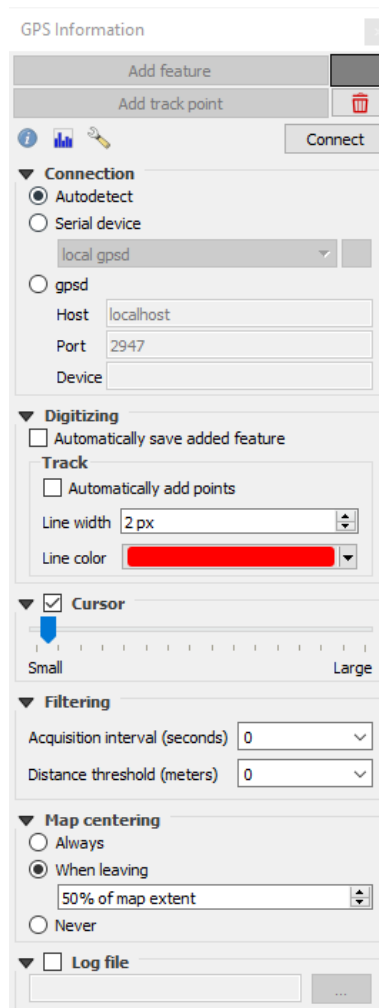 GPS Information
Add feature
Add track point
Connect
Connection
Autodetect
Serial device
local gpsd
gpsd
Host localhost
Port 2947
Device
Digitizing
Automatically save added feature
Track
Automatically add points
Line width 2 px
Line color
Cursor
Small Large
Filtering
Acquisition interval (seconds) 0
Distance threshold (meters) 0
Map centering
Always
When leaving
50% of map extent
Never
Log file
...